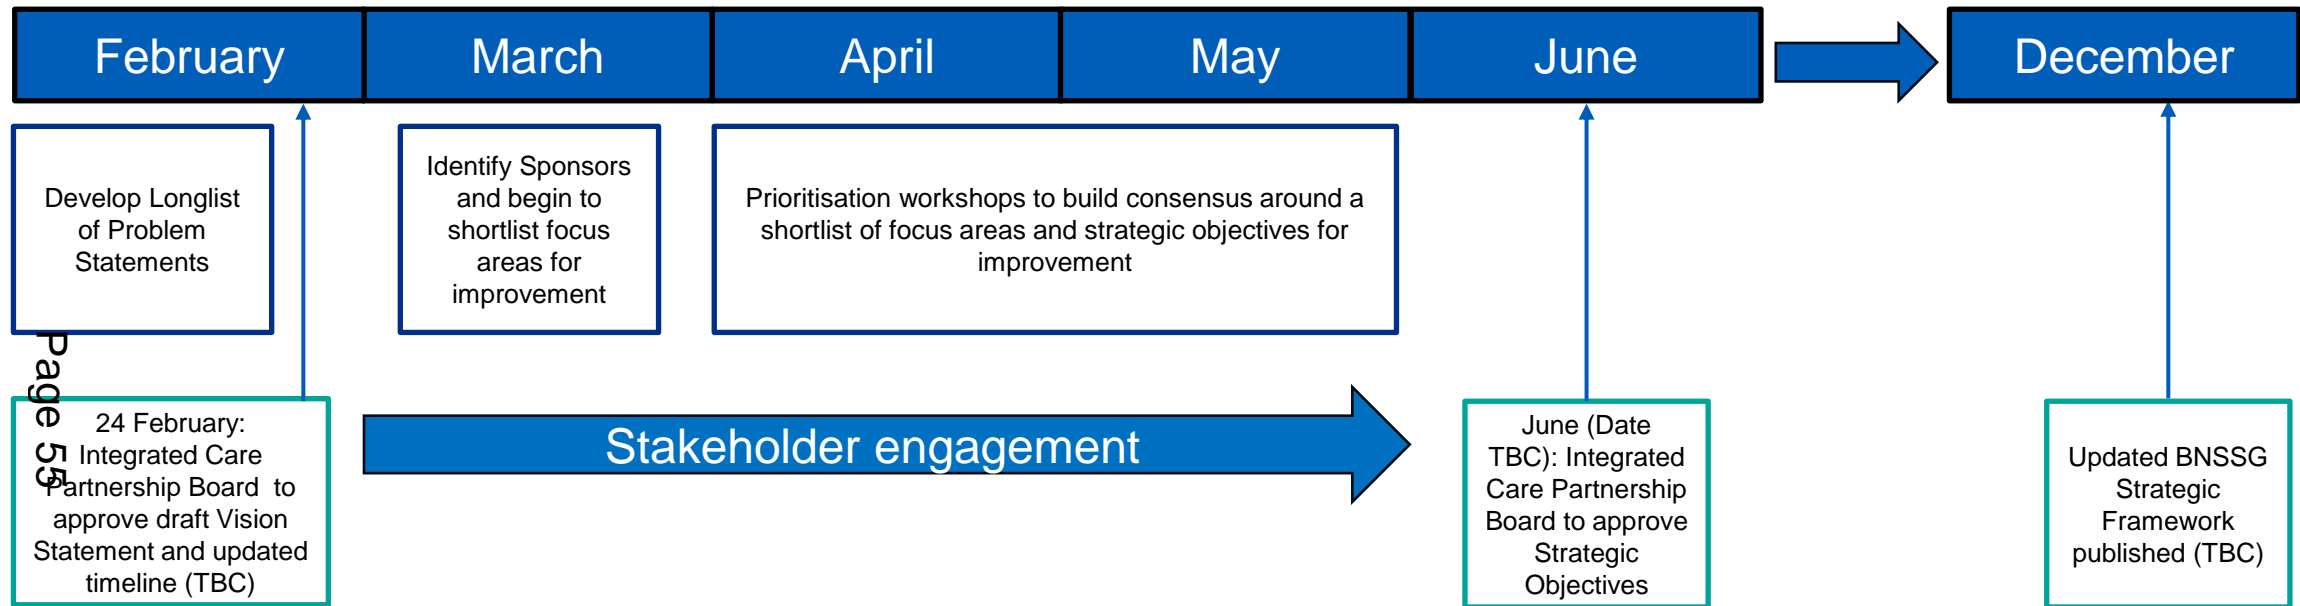 February
March
April
May
June
December
Develop Longlist
of Problem
Statements
Identify Sponsors
and begin to
shortlist focus
areas for
improvement
Prioritisation workshops to build consensus around a
shortlist of focus areas and strategic objectives for
improvement
Page 55
24 February:
Integrated Care
Partnership Board to
approve draft Vision
Statement and updated
timeline (TBC)
Stakeholder engagement
June (Date
TBC): Integrated
Care Partnership
Board to approve
Strategic
Objectives
Updated BNSSG
Strategic
Framework
published (TBC)